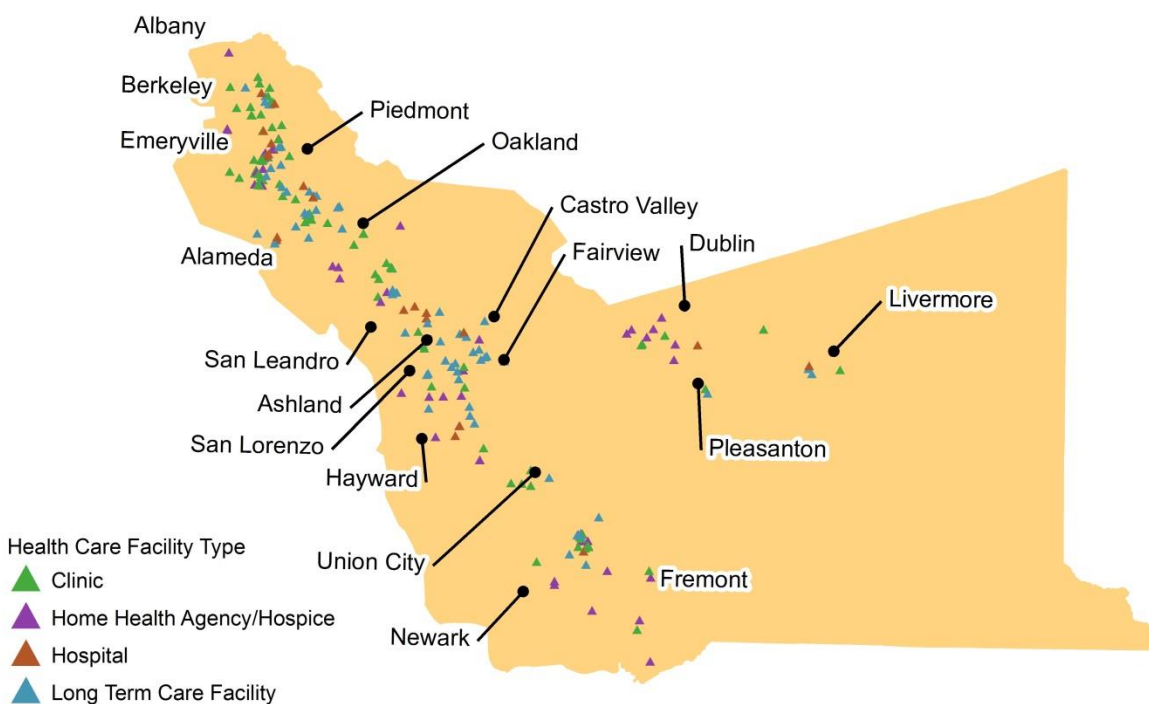 Albany
Berkeley
Piedmont
Emeryville
Oakland
Castro Valley
Alameda
Fairview
Dublin
Livermore
San Leandro
Ashland
San Lorenzo
Pleasanton
Hayward
Union City
Fremont
Newark
Health Care Facility Type
Clinic
Home Health Agency/Hospice
Hospital
Long Term Care Facility